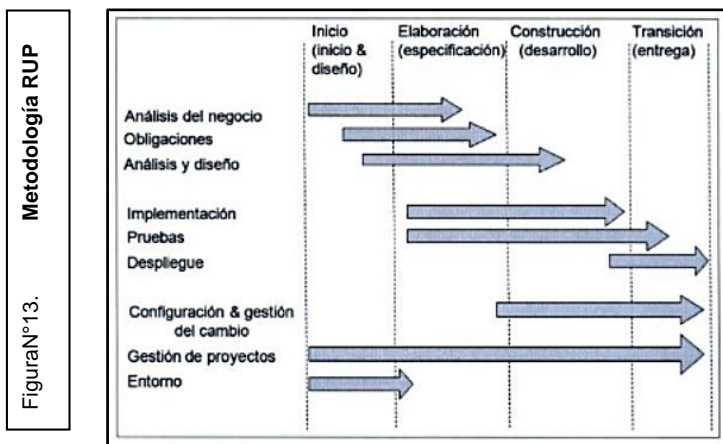 FiguraN°13. Metodología RUP
Inicio
(inicio &
diseño)
Elaboración
(especificación)
Construcción
(desarrollo)
Transición
(entrega)
Análisis del negocio
Obligaciones
Análisis y diseño
Implementación
Pruebas
Despliegue
Configuración & gestión
del cambio
Gestión de proyectos
Entorno